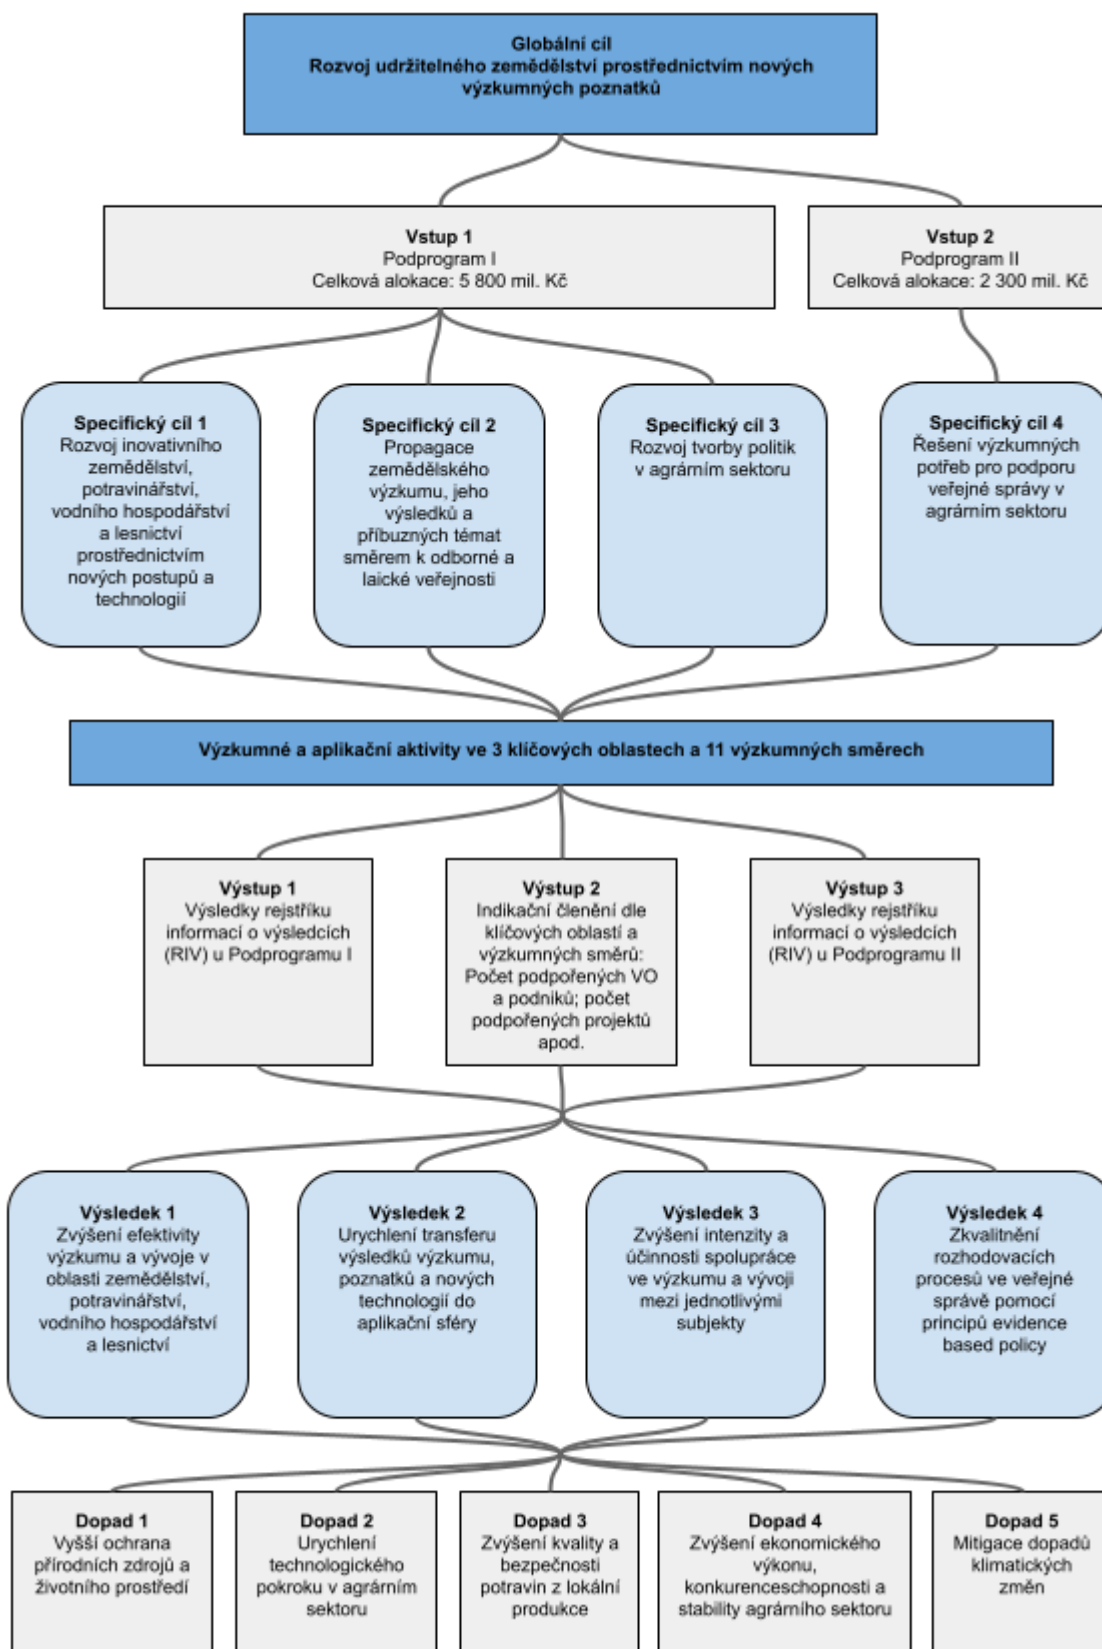 Globální cíl
Rozvoj udržitelného zemědělství prostřednictvím nových
výzkumných poznatků
Vstup 1
Podprogram I
Celková alokace: 5 800 mil. Kč
Vstup 2
Podprogram II
Celková alokace: 2 300 mil. Kč
Specifický cíl 1
Rozvoj inovativního
zemědělství,
potravinářství,
vodního hospodářství
a lesnictví
prostřednictvím
nových postupů a
technologií
Specifický cíl 2
Propagace
zemědělského
výzkumu, jeho
výsledků a
příbuzných témat
směrem k odborné a
laické veřejnosti
Specifický cíl 3
Rozvoj tvorby politik
v agrárním sektoru
Specifický cíl 4
Řešení výzkumných
potřeb pro podporu
veřejné správy v
agrárním sektoru
Výzkumné a aplikační aktivity ve 3 klíčových oblastech a 11 výzkumných směrech
Výstup 1
Výsledky rejstříku
informací o výsledcích
(RIV) u Podprogramu I
Výstup 2
Indikační členění dle
klíčových oblastí a
výzkumných směrů:
Počet podpořených VO
a podniků; počet
podpořených projektů
apod.
Výstup 3
Výsledky rejstříku
informací o výsledcích
(RIV) u Podprogramu II
Výsledek 1
Zvýšení efektivity
výzkumu a vývoje v
oblasti zemědělství,
potravinářství,
vodního hospodářství
a lesnictví
Výsledek 2
Urychlení transferu
výsledků výzkumu,
poznatků a nových
technologií do
aplikační sféry
Výsledek 3
Zvýšení intenzity a
účinnosti spolupráce
ve výzkumu a vývoji
mezi jednotlivými
subjekty
Výsledek 4
Zkvalitnění
rozhodovacích
procesů ve veřejné
správě pomocí
principů evidence
based policy
Dopad 1
Vyšší ochrana
přírodních zdrojů a
životního prostředí
Dopad 2
Urychlení
technologického
pokroku v agrárním
sektoru
Dopad 3
Zvýšení kvality a
bezpečnosti
potravin z lokální
produkce
Dopad 4
Zvýšení ekonomického
výkonu,
konkurenceschopnosti a
stability agrárního sektoru
Dopad 5
Mitigace dopadů
klimatických
změn